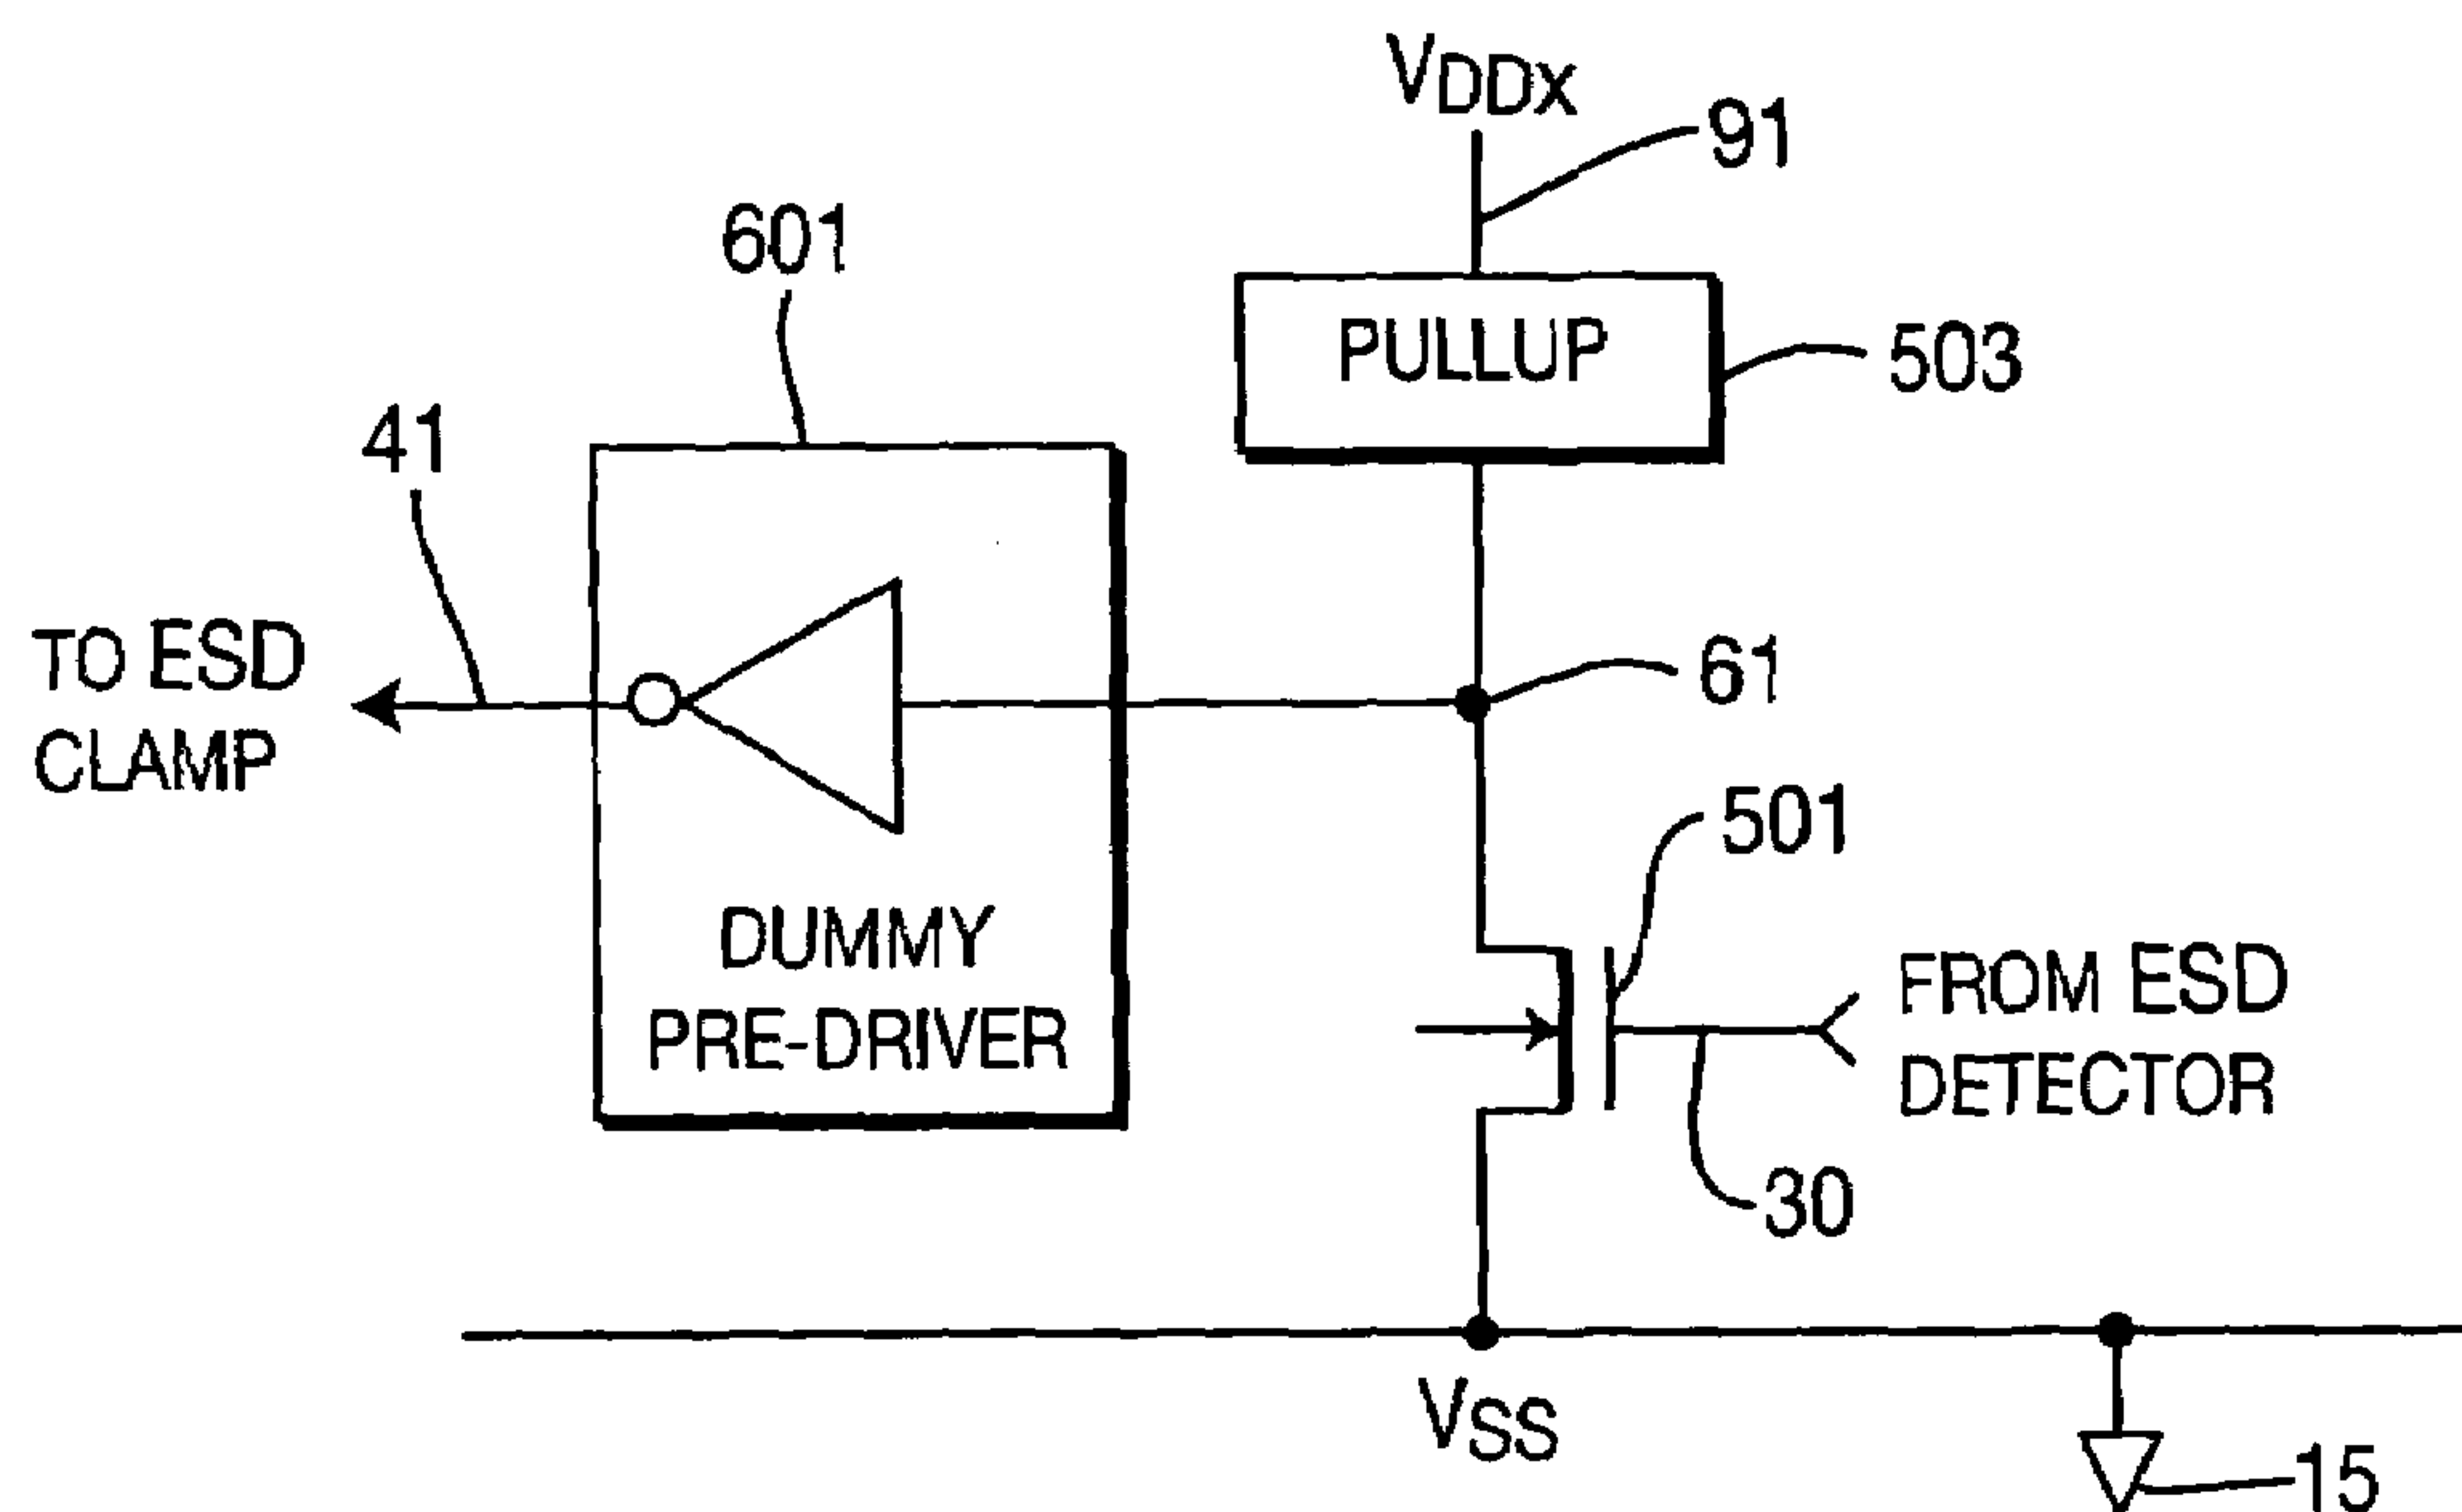 VDDX
91
601
PULLUP
503
41
TO ESD
CLAMP
61
501
DUMMY
PRE-DRIVER
FROM ESD
DETECTOR
30
VSS
15